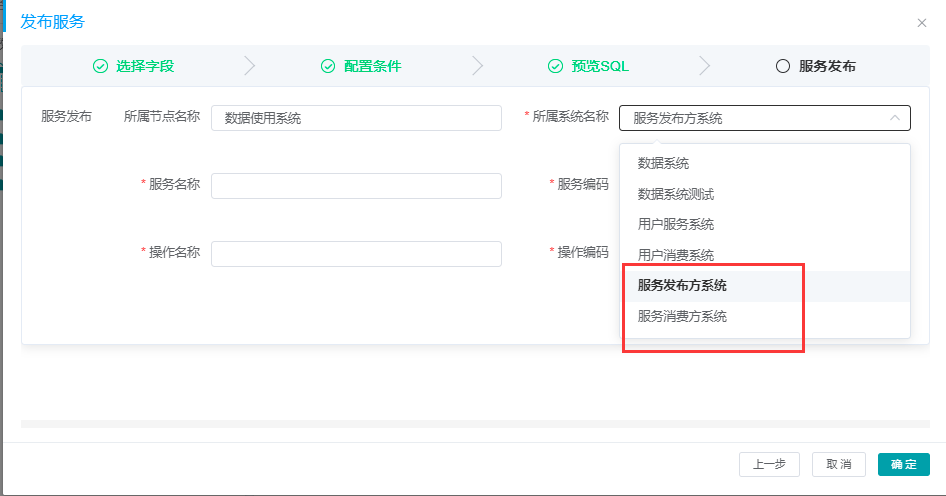 发布服务
选择字段 配置条件 预览SQL 服务发布
服务发布 所属节点名称 数据使用系统 * 所属系统名称 服务发布方系统
数据系统
* 服务名称 * 服务编码
数据系统测试
用户服务系统
* 操作名称 * 操作编码
用户消费系统
服务发布方系统
服务消费方系统
上一步 取消 确定